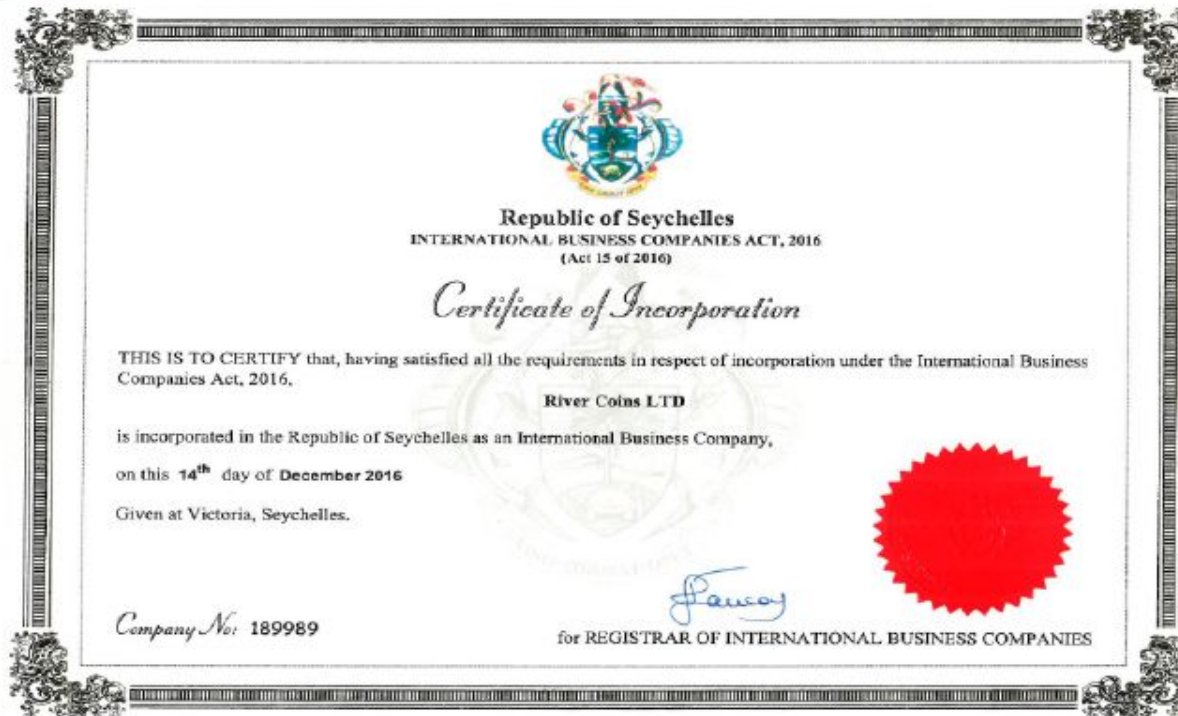 Republic of Seychelles
INTERNATIONAL BUSINESS COMPANIES ACT, 2016
(Act 15 of 2016)
Certificate of Incorporation
THIS IS TO CERTIFY that, having satisfied all the requirements in respect of incorporation under the International Business
Companies Act, 2016,
River Coins LTD
is incorporated in the Republic of Seychelles as an International Business Company,
on this 14th day of December 2016
Given at Victoria, Seychelles.
Company No: 189989
for REGISTRAR OF INTERNATIONAL BUSINESS COMPANIES